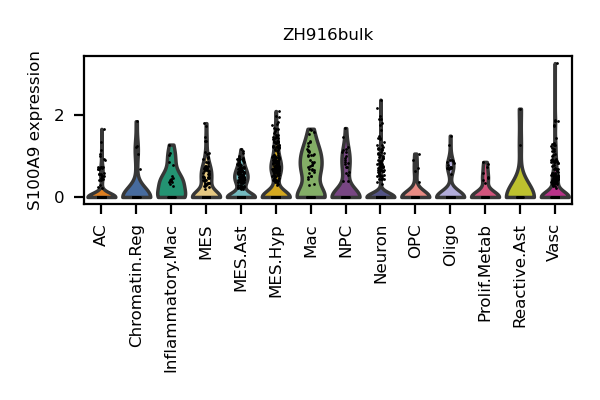 ZH916bulk
S100A9 expression
2
0
AC
Chromatin.Reg
Inflammatory.Mac
MES
MES.Ast
MES.Hyp
Mac
NPC
Neuron
OPC
Oligo
Prolif.Metab
Reactive.Ast
Vasc